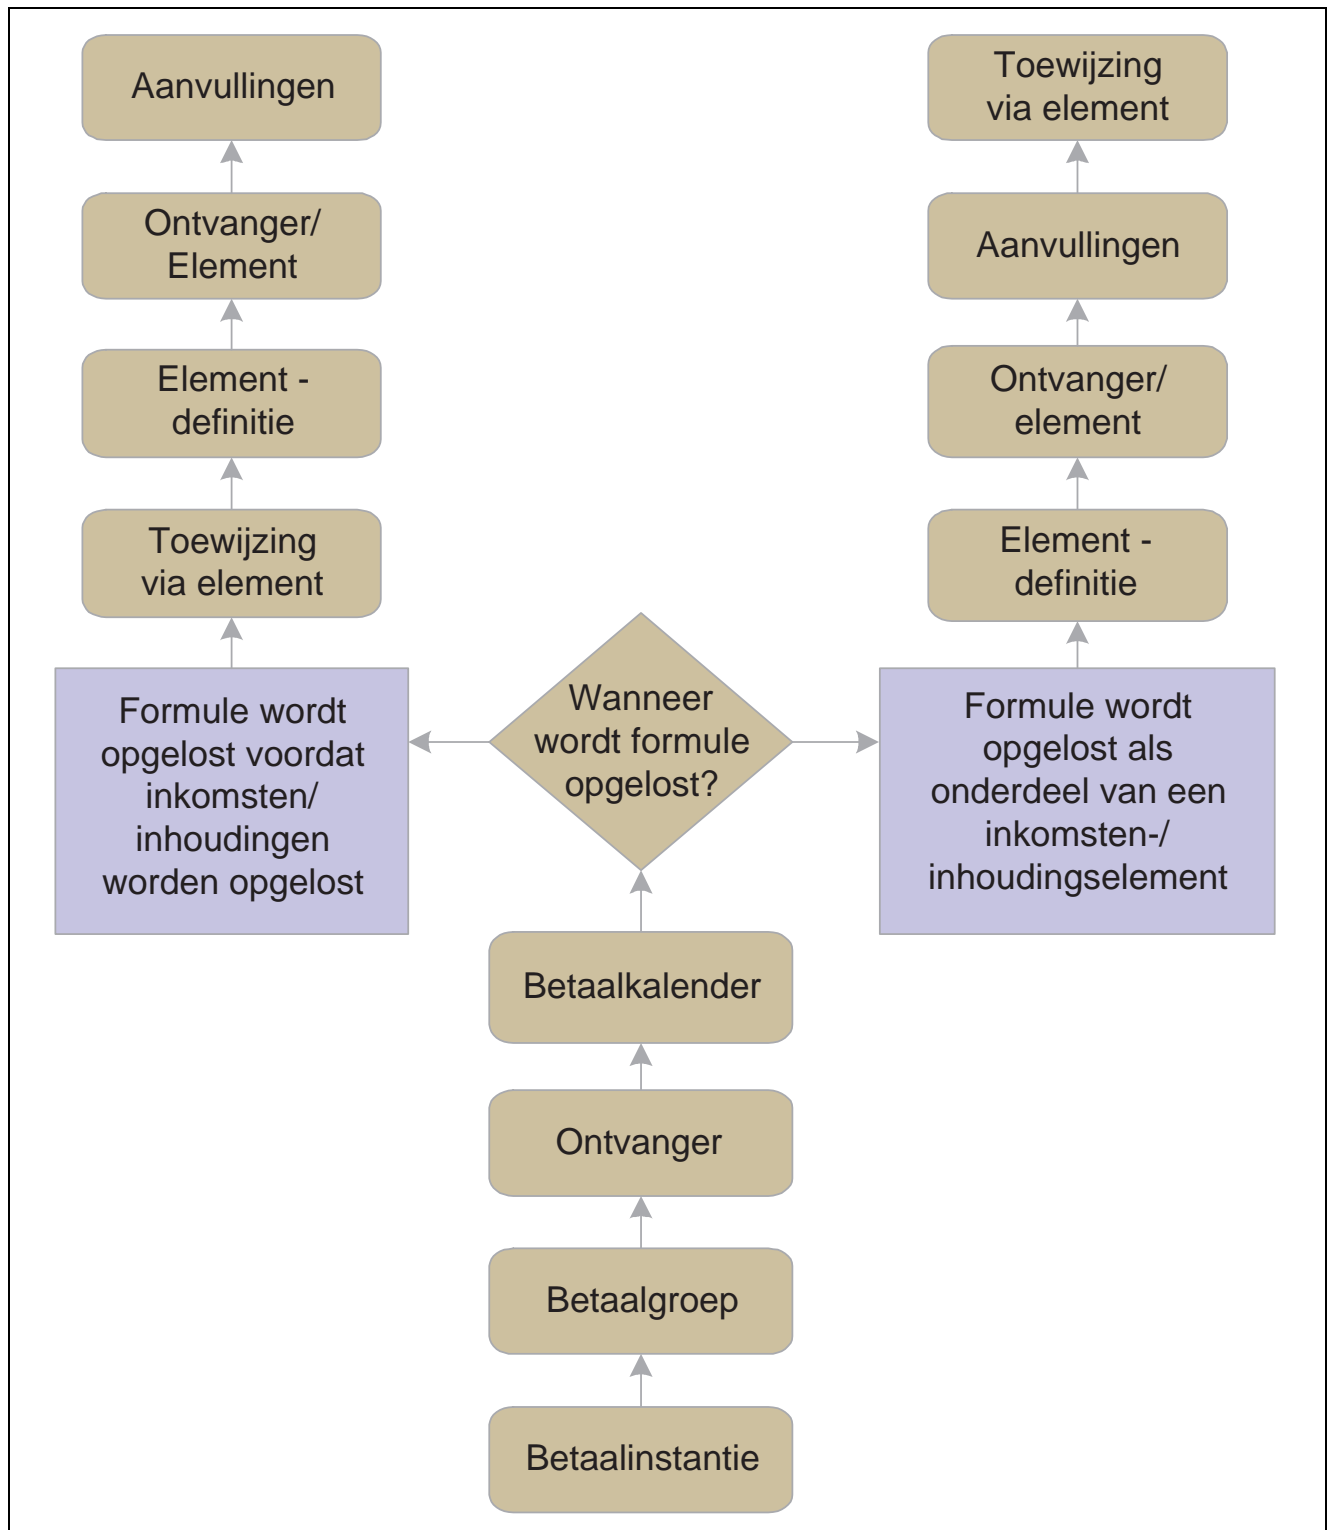 Aanvullingen
Ontvanger/
Element
Element -
definitie
Toewijzing
via element
Formule wordt
opgelost voordat
inkomsten/
inhoudingen
worden opgelost
Toewijzing
via element
Aanvullingen
Ontvanger/
element
Element -
definitie
Formule wordt
opgelost als
onderdeel van een
inkomsten-/
inhoudingselement
Wanneer
wordt formule
opgelost?
Betaalkalender
Ontvanger
Betaalgroep
Betaalinstantie